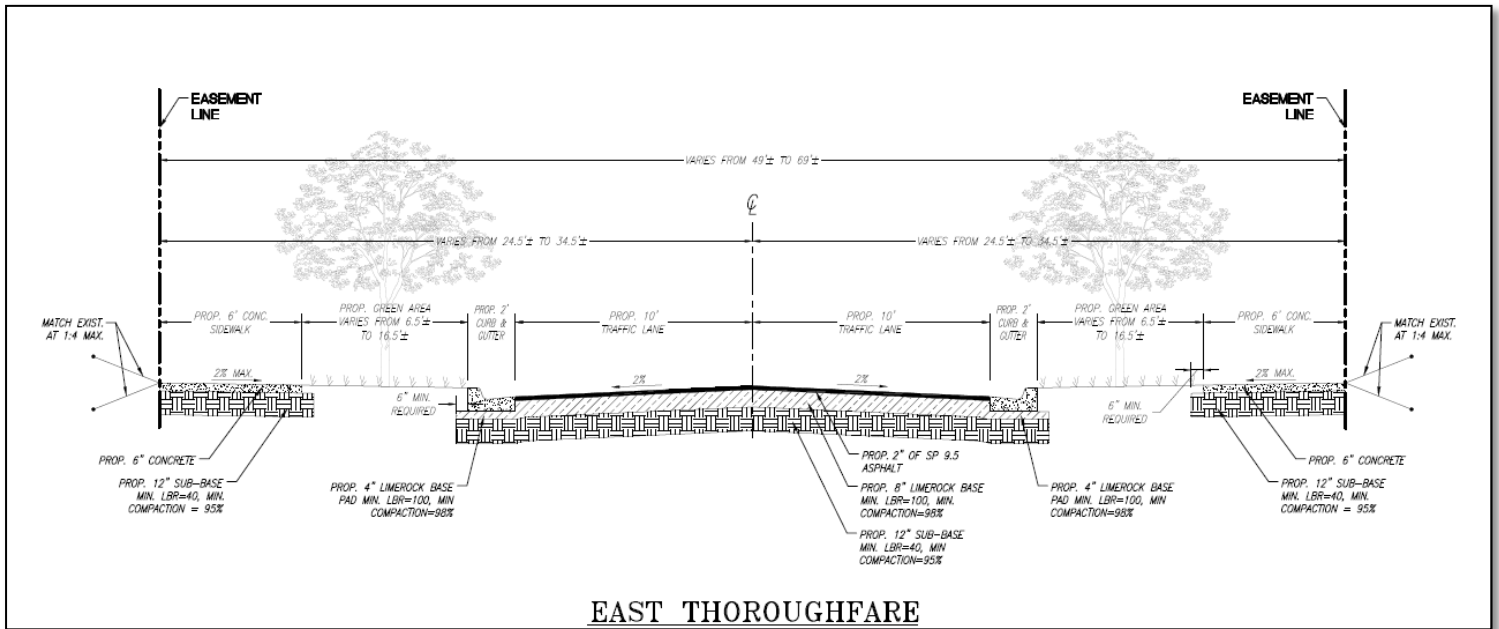 EASEMENT
LINE
EASEMENT
LINE
VARIES FROM 49'± TO 69'±
℄
VARIES FROM 24.5'± TO 34.5'±
VARIES FROM 24.5'± TO 34.5'±
MATCH EXIST.
AT 1:4 MAX.
PROP. 6' CONC.
SIDEWALK
PROP. GREEN AREA
VARIES FROM 6.5'±
TO 16.5'±
PROP. 2'
CURB &
GUTTER
PROP. 10'
TRAFFIC LANE
PROP. 10'
TRAFFIC LANE
PROP. 2'
CURB &
GUTTER
PROP. GREEN AREA
VARIES FROM 6.5'±
TO 16.5'±
PROP. 6' CONC.
SIDEWALK
MATCH EXIST.
AT 1:4 MAX.
2% MAX.
2%
2%
2% MAX.
6" MIN.
REQUIRED
6" MIN.
REQUIRED
PROP. 6" CONCRETE
PROP. 12" SUB-BASE
MIN. LBR=40, MIN.
COMPACTION = 95%
PROP. 4" LIMEROCK BASE
PAD MIN. LBR=100, MIN
COMPACTION=98%
PROP. 2" OF SP 9.5
ASPHALT
PROP. 8" LIMEROCK BASE
MIN. LBR=100, MIN.
COMPACTION=98%
PROP. 12" SUB-BASE
MIN. LBR=40, MIN
COMPACTION=95%
PROP. 4" LIMEROCK BASE
PAD MIN. LBR=100, MIN
COMPACTION=98%
PROP. 6" CONCRETE
PROP. 12" SUB-BASE
MIN. LBR=40, MIN.
COMPACTION = 95%
EAST THOROUGHFARE